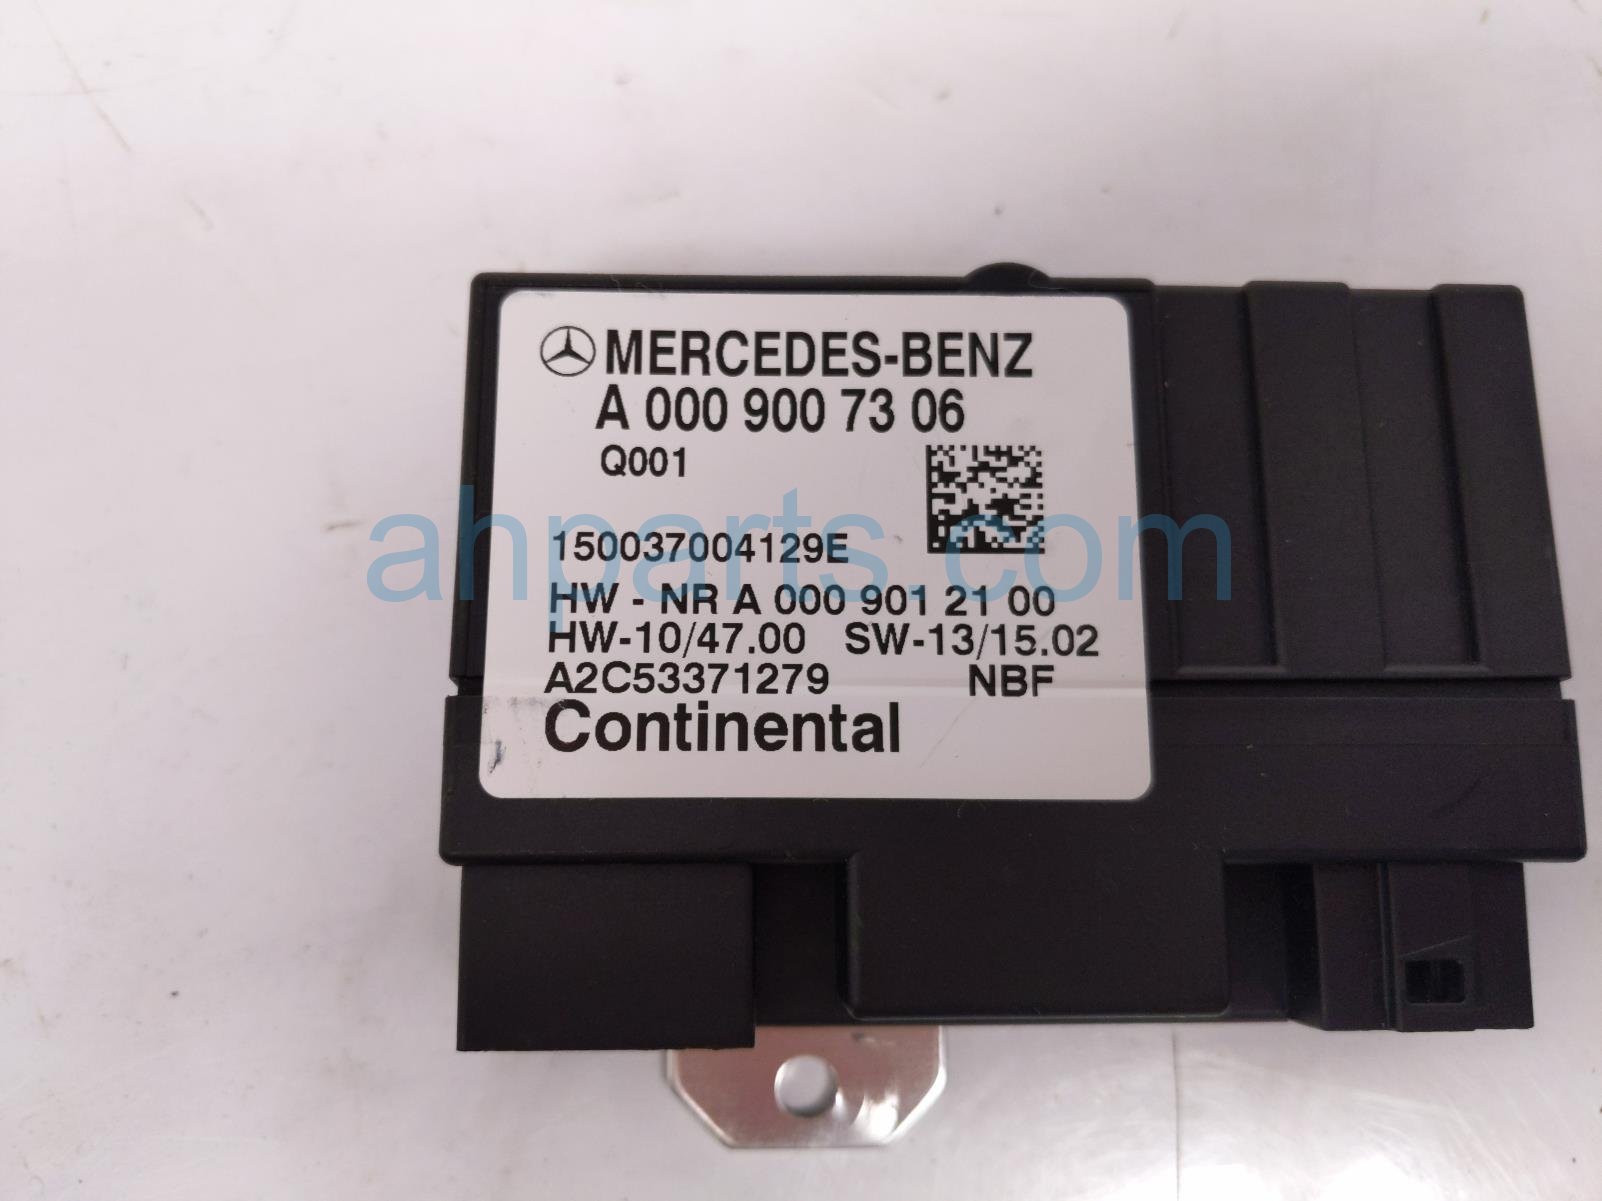 MERCEDES-BENZ
A 000 900 73 06
Q001
ahparts.com
150037004129E
HW - NR A 000 901 21 00
HW-10/47.00 SW-13/15.02
A2C53371279 NBF
Continental